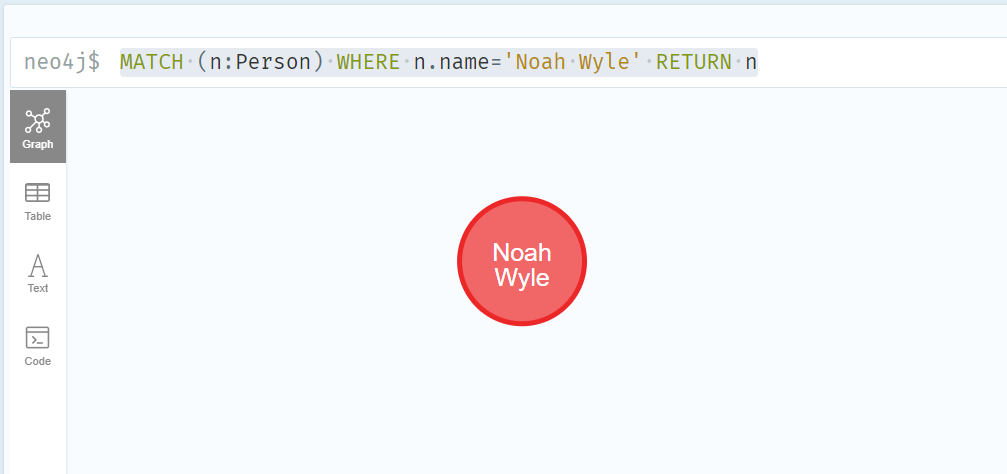 neo4j$ MATCH (n:Person) WHERE n.name='Noah Wyle' RETURN n
Graph
Table
Text
Code
Noah
Wyle